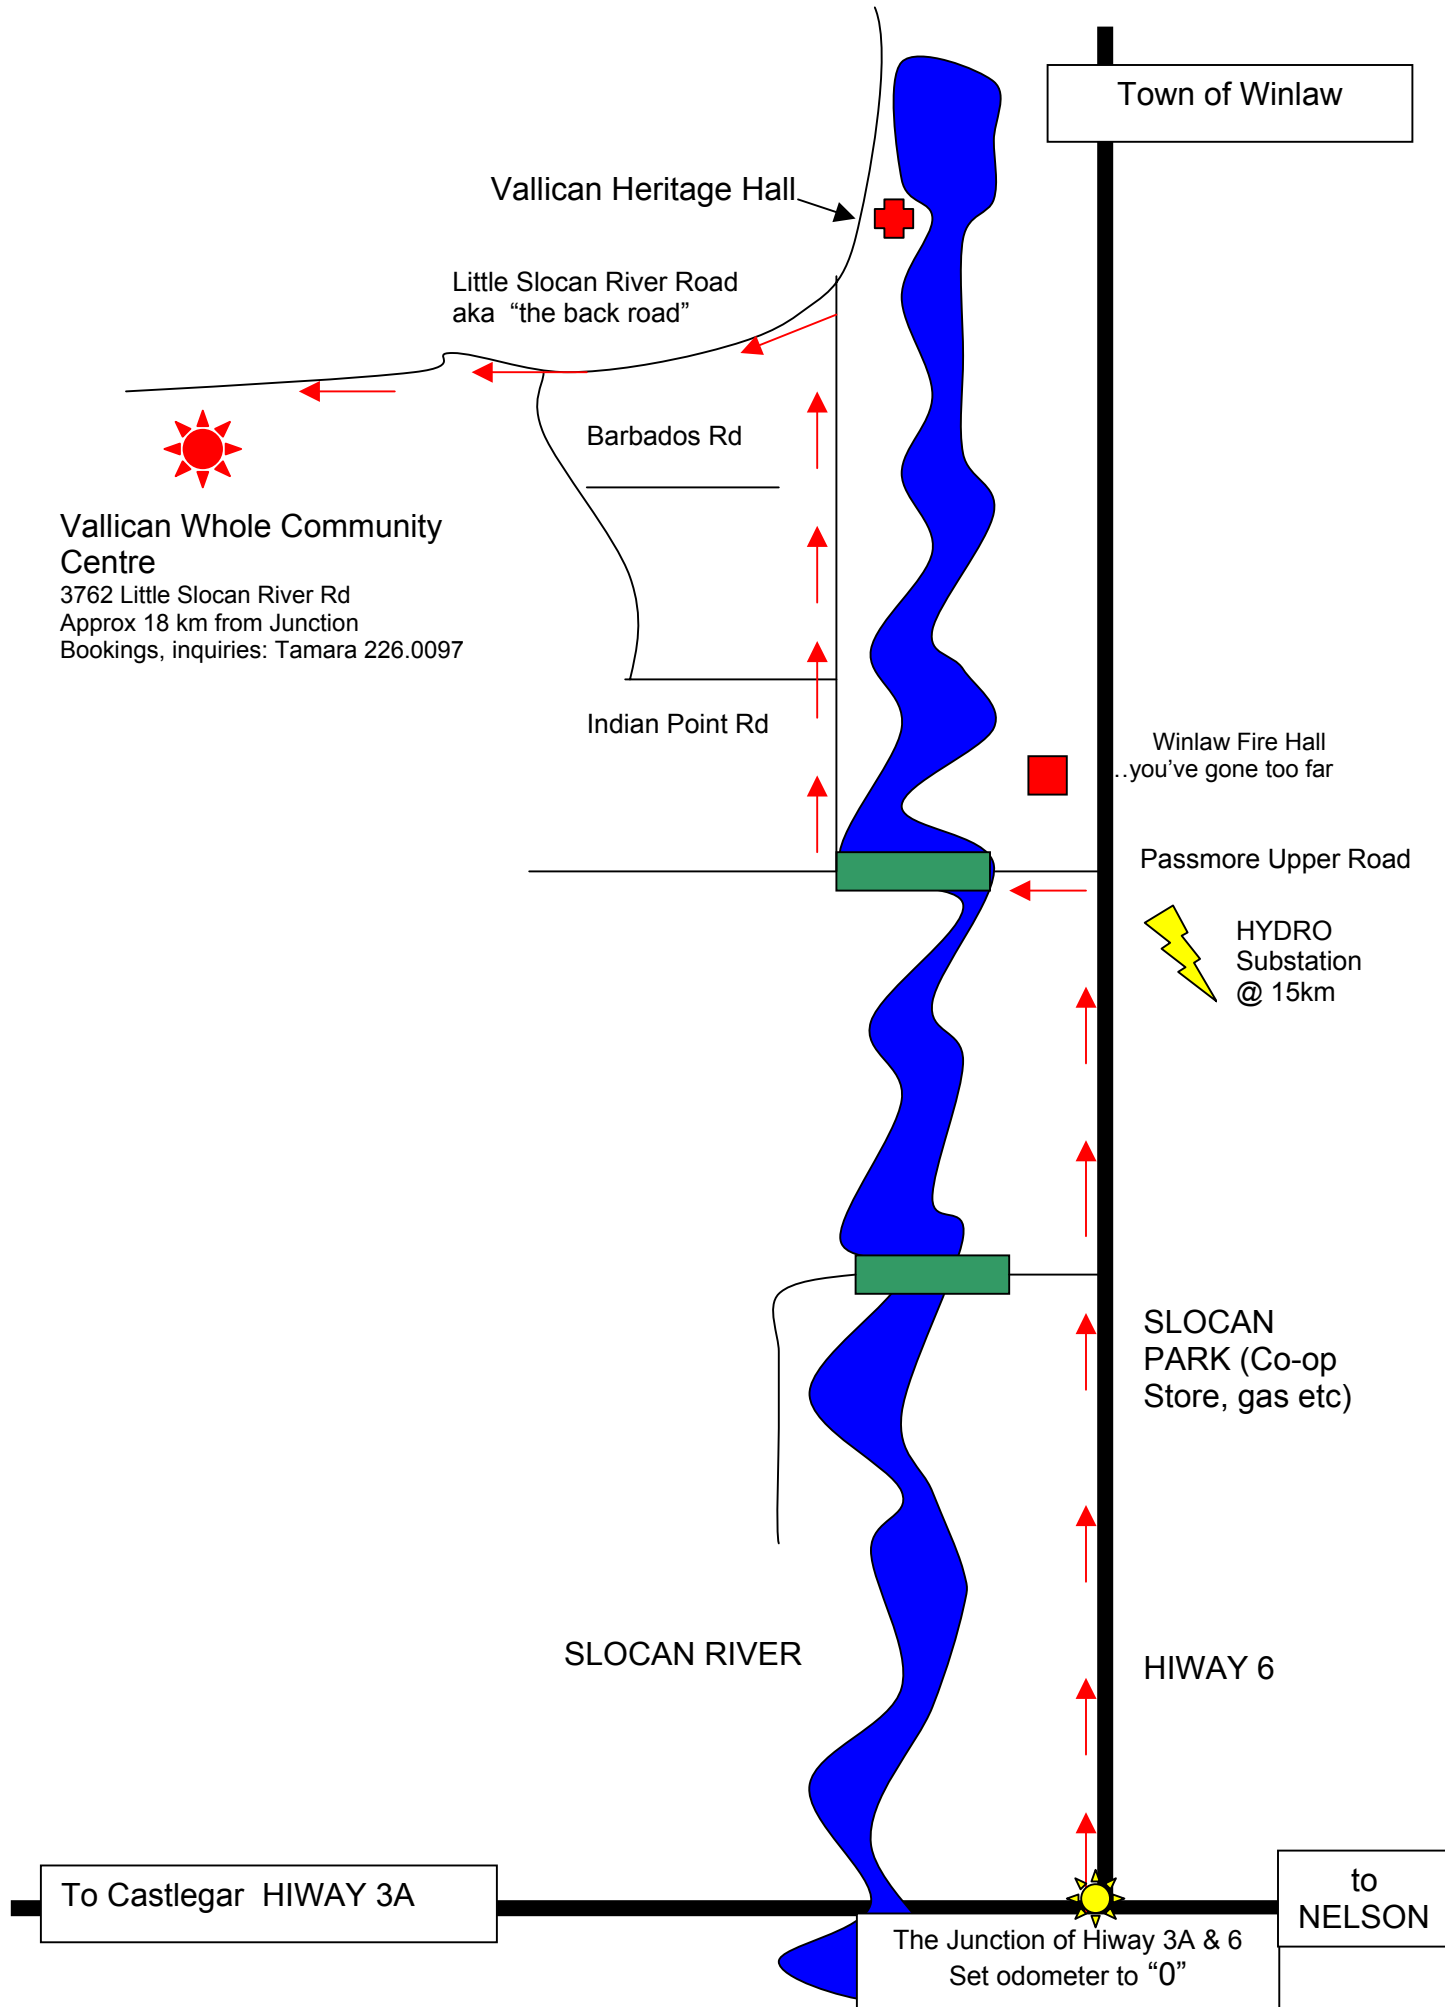 Town of Winlaw
Vallican Heritage Hall
Little Slocan River Road
aka “the back road”
Barbados Rd
Vallican Whole Community
Centre
3762 Little Slocan River Rd
Approx 18 km from Junction
Bookings, inquiries: Tamara 226.0097
Indian Point Rd
Winlaw Fire Hall
..you’ve gone too far
Passmore Upper Road
HYDRO
Substation
@ 15km
SLOCAN
PARK (Co-op
Store, gas etc)
SLOCAN RIVER
HIWAY 6
To Castlegar HIWAY 3A
to
NELSON
The Junction of Hiway 3A & 6
Set odometer to “0”